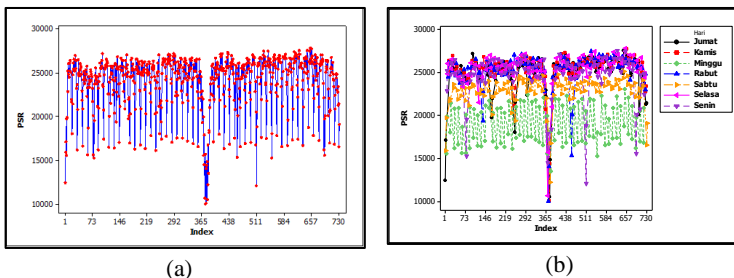 30000
25000
20000
15000
10000
PSR
1 73 146 219 292 365 438 511 584 657 730
Index
(a)
30000
25000
20000
15000
10000
PSR
1 73 146 219 292 365 438 511 584 657 730
Index
Hari
Jumat
Kamis
Minggu
Rabut
Sabtu
Selasa
Senin
(b)